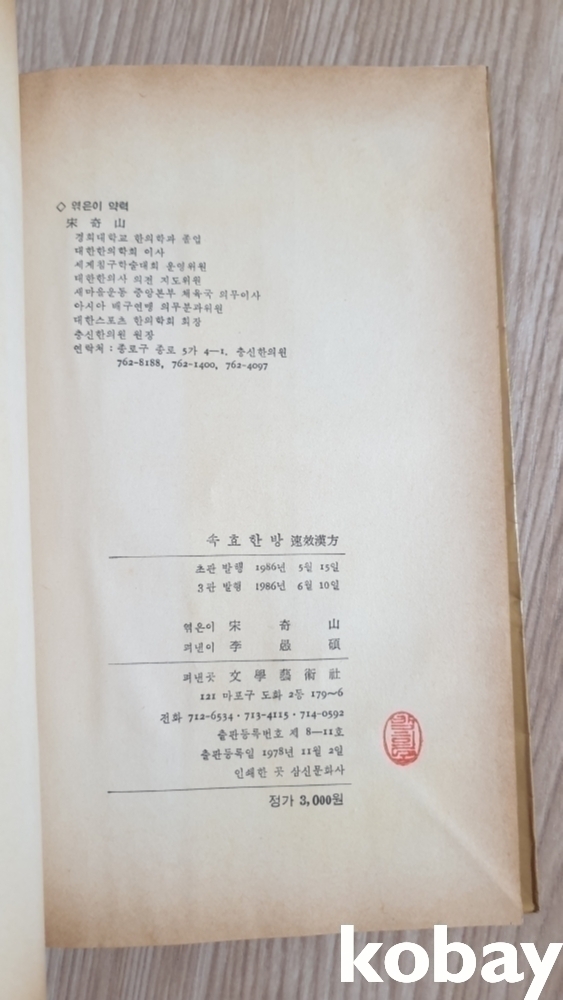 ◇ 엮은이 약력
宋奇山
경희대학교 한의학과 졸업
대한한의학회 이사
세계침구학술대회 운영위원
대한한의사 의전 지도위원
새마음운동 중앙본부 체육국 의무이사
아시아 배구연맹 의무분과위원
대한스포츠 한의학회 회장
충신한의원 원장
연락처 : 종로구 종로 5가 4—1. 충신한의원
762-8188, 762-1400, 762-4097
속효한방 速效漢方
초판 발행 1986년 5월 15일
3판 발행 1986년 6월 10일
엮은이 宋奇山
펴낸이 李愚碩
펴낸곳 文學藝術社
121 마포구 도화 2동 179~6
전화 712-6534・713-4115・714-0592
출판등록번호 제 8—11호
출판등록일 1978년 11월 2일
인쇄한 곳 삼신문화사
정가 3,000원
kobay